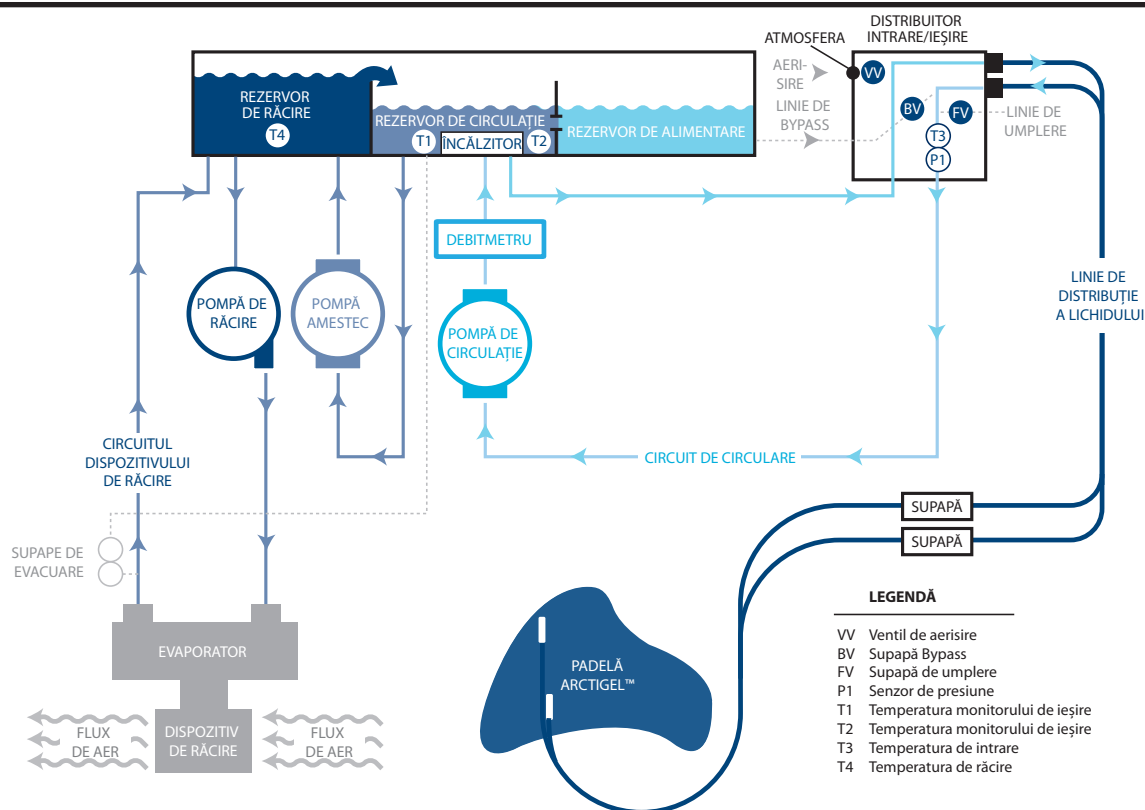 DISTRIBUITOR
INTRARE/IEȘIRE
ATMOSFERA
VV
AERI-
SIRE
LINIE DE
BYPASS
BV
FV
LINIE DE
UMPLERE
T3
P1
REZERVOR
DE RĂCIRE
T4
REZERVOR DE CIRCULAȚIE
T1
ÎNCĂLZITOR
T2
REZERVOR DE ALIMENTARE
DEBITMETRU
POMPĂ DE
RĂCIRE
POMPĂ
AMESTEC
POMPĂ DE
CIRCULAȚIE
LINIE DE
DISTRIBUȚIE
A LICHIDULUI
CIRCUITUL
DISPOZITIVULUI
DE RĂCIRE
CIRCUIT DE CIRCULARE
SUPAPĂ
SUPAPĂ
SUPAPE DE
EVACUARE
EVAPORATOR
DISPOZITIV
DE RĂCIRE
FLUX
DE AER
FLUX
DE AER
PADELĂ
ARCTIGEL™
LEGENDĂ
VV Ventil de aerisire
BV Supapă Bypass
FV Supapă de umplere
P1 Senzor de presiune
T1 Temperatura monitorului de ieșire
T2 Temperatura monitorului de ieșire
T3 Temperatura de intrare
T4 Temperatura de răcire